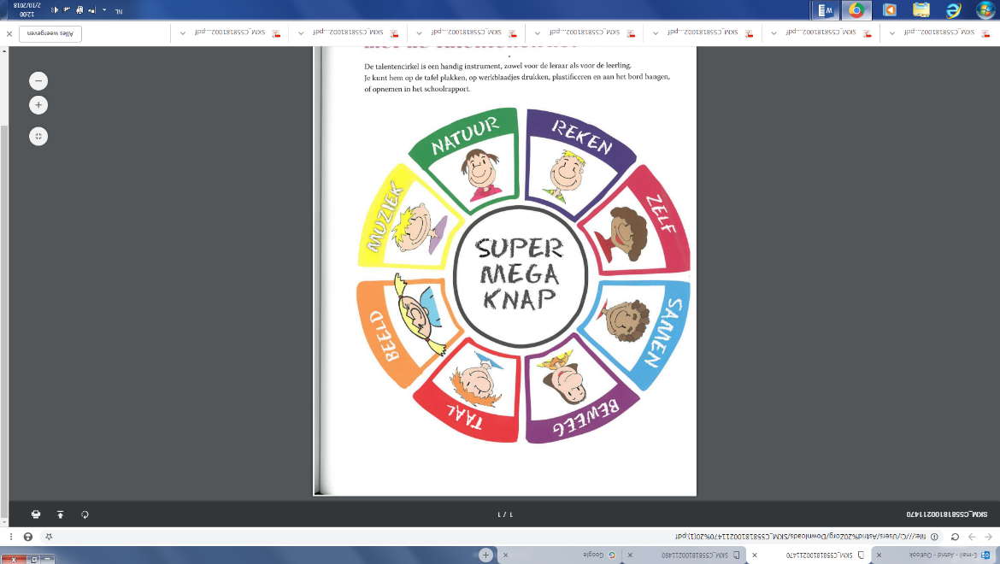 De talentencirkel is een handig instrument, zowel voor de leraar als voor de leerling.
Je kunt hem op de tafel plakken, op werkblaadjes drukken, plastificeren en aan het bord hangen,
of opnemen in het schoolrapport.
NATUUR
REKEN
ZELF
SAMEN
BEWEEG
TAAL
BEELD
MUZIEK
SUPER
MEGA
KNAP
E-mail - Astrid - Outlook
SKM_C55818100211470
SKM_C55818100211490
Google
file:///C:/Users/Astrid%20Zorg/Downloads/SKM_C55818100211470%20(1).pdf
SKM_C55818100211470
1 / 1
SKM_C558181002....pdf
SKM_C558181002....pdf
SKM_C558181002....pdf
SKM_C558181002....pdf
SKM_C558181002....pdf
SKM_C558181002....pdf
SKM_C558181002....pdf
Alles weergeven
NL
12:00
2/10/2018